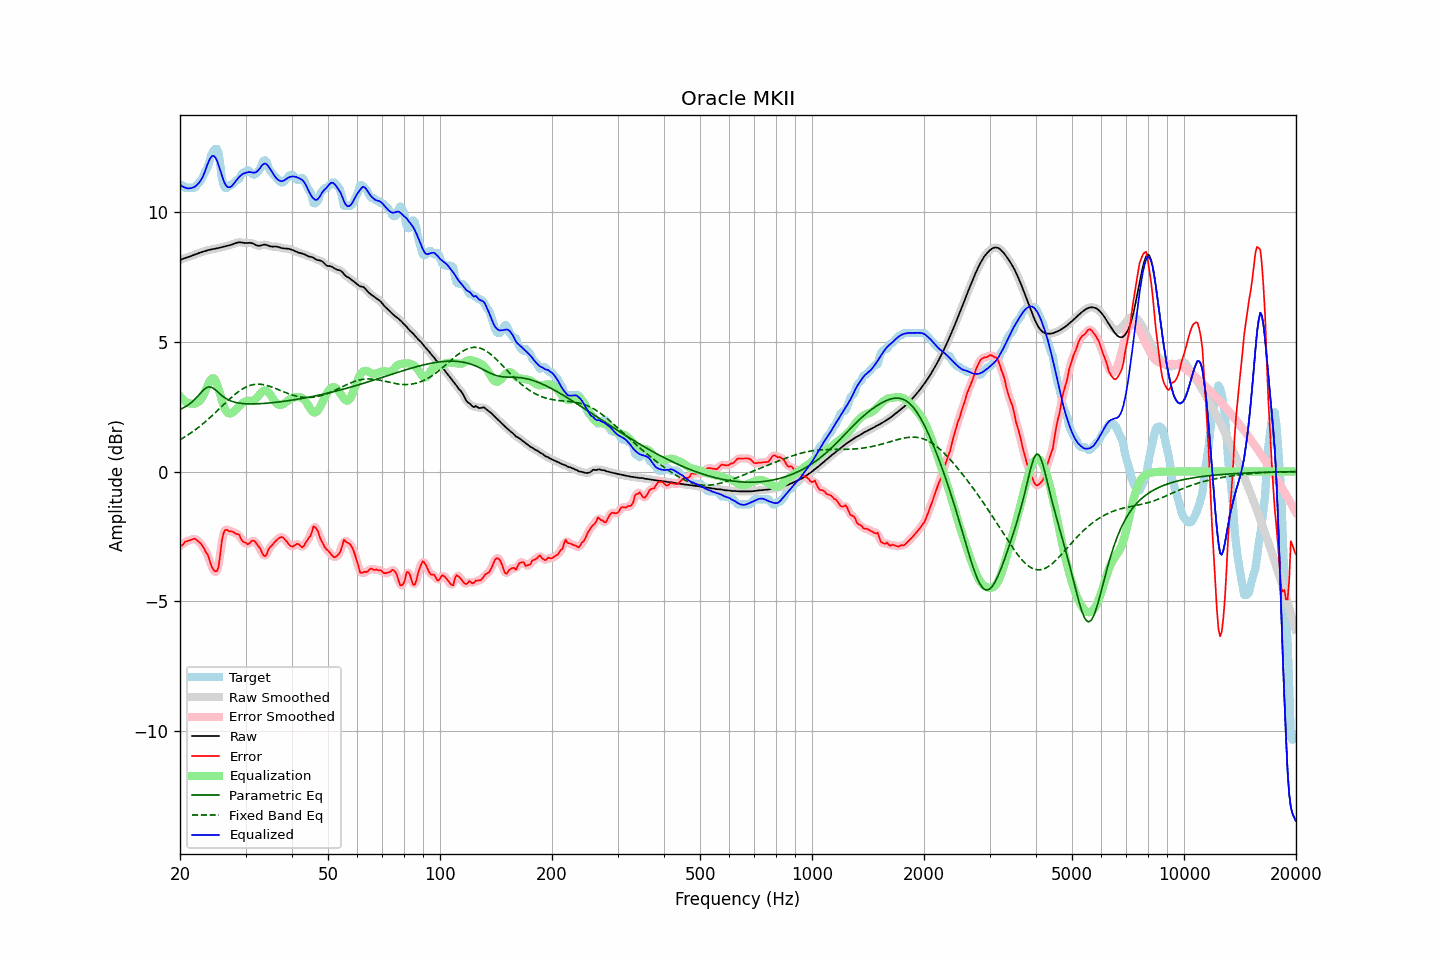 Oracle MKII
Amplitude (dBr)
10
5
0
−5
−10
Target
Raw Smoothed
Error Smoothed
Raw
Error
Equalization
Parametric Eq
Fixed Band Eq
Equalized
20
50
100
200
500
1000
2000
5000
10000
20000
Frequency (Hz)